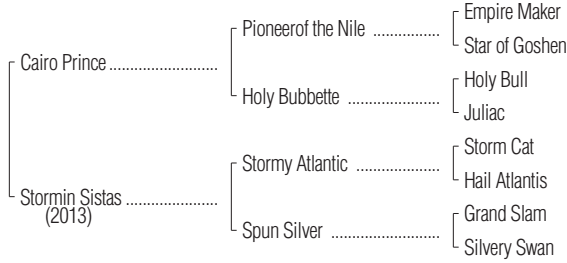 Empire Maker
Pioneerof the Nile ..................
Star of Goshen
Cairo Prince ...........................
Holy Bull
Holy Bubbette .......................
Juliac
Storm Cat
Stormy Atlantic .....................
Hail Atlantis
Stormin Sistas .......................
(2013)
Grand Slam
Spun Silver ...........................
Silvery Swan